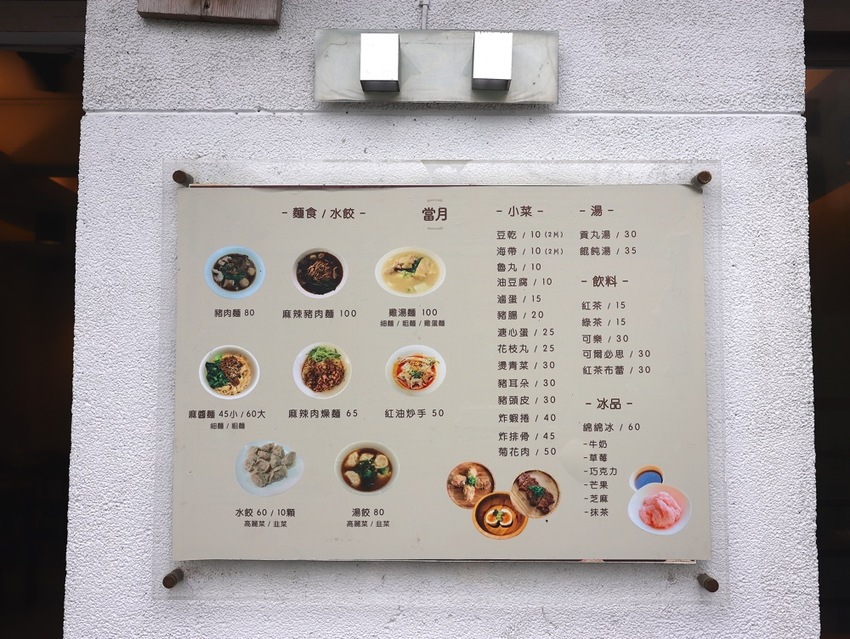 當月
- 麵食 / 水餃 -
豬肉麵 80
麻辣豬肉麵 100
雞湯麵 100
細麵 / 粗麵 / 雞蛋麵
麻醬麵 45小 / 60大
細麵 / 粗麵
麻辣肉燥麵 65
紅油炒手 50
水餃 60 / 10顆
高麗菜 / 韭菜
湯餃 80
高麗菜 / 韭菜
- 小菜 -
豆乾 / 10 (2片)
海帶 / 10 (2片)
魯丸 / 10
油豆腐 / 10
滷蛋 / 15
豬腸 / 20
溏心蛋 / 25
花枝丸 / 25
燙青菜 / 30
豬耳朵 / 30
豬頭皮 / 30
炸蝦捲 / 40
炸排骨 / 45
菊花肉 / 50
- 湯 -
貢丸湯 / 30
餛飩湯 / 35
- 飲料 -
紅茶 / 15
綠茶 / 15
可樂 / 30
可爾必思 / 30
紅茶布蕾 / 30
- 冰品 -
綿綿冰 / 60
-牛奶
-草莓
-巧克力
-芒果
-芝麻
-抹茶